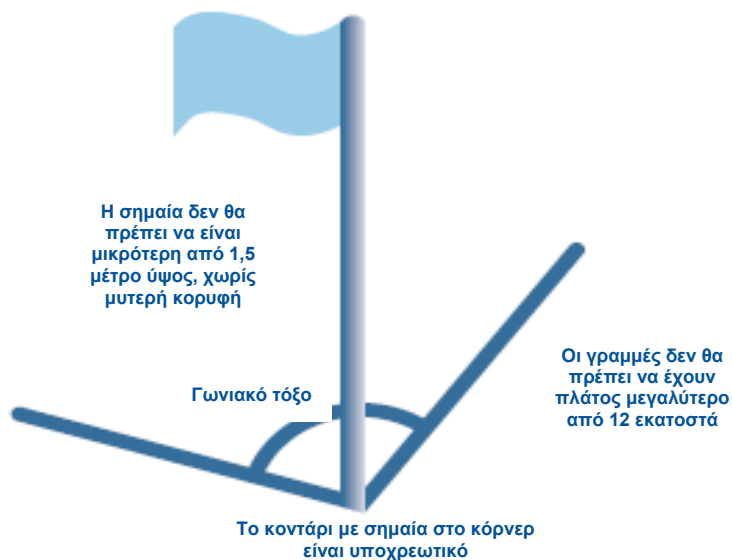 Η σημαία δεν θα
πρέπει να είναι
μικρότερη από 1,5
μέτρο ύψος, χωρίς
μυτερή κορυφή
Γωνιακό τόξο
Οι γραμμές δεν θα
πρέπει να έχουν
πλάτος μεγαλύτερο
από 12 εκατοστά
Το κοντάρι με σημαία στο κόρνερ
είναι υποχρεωτικό